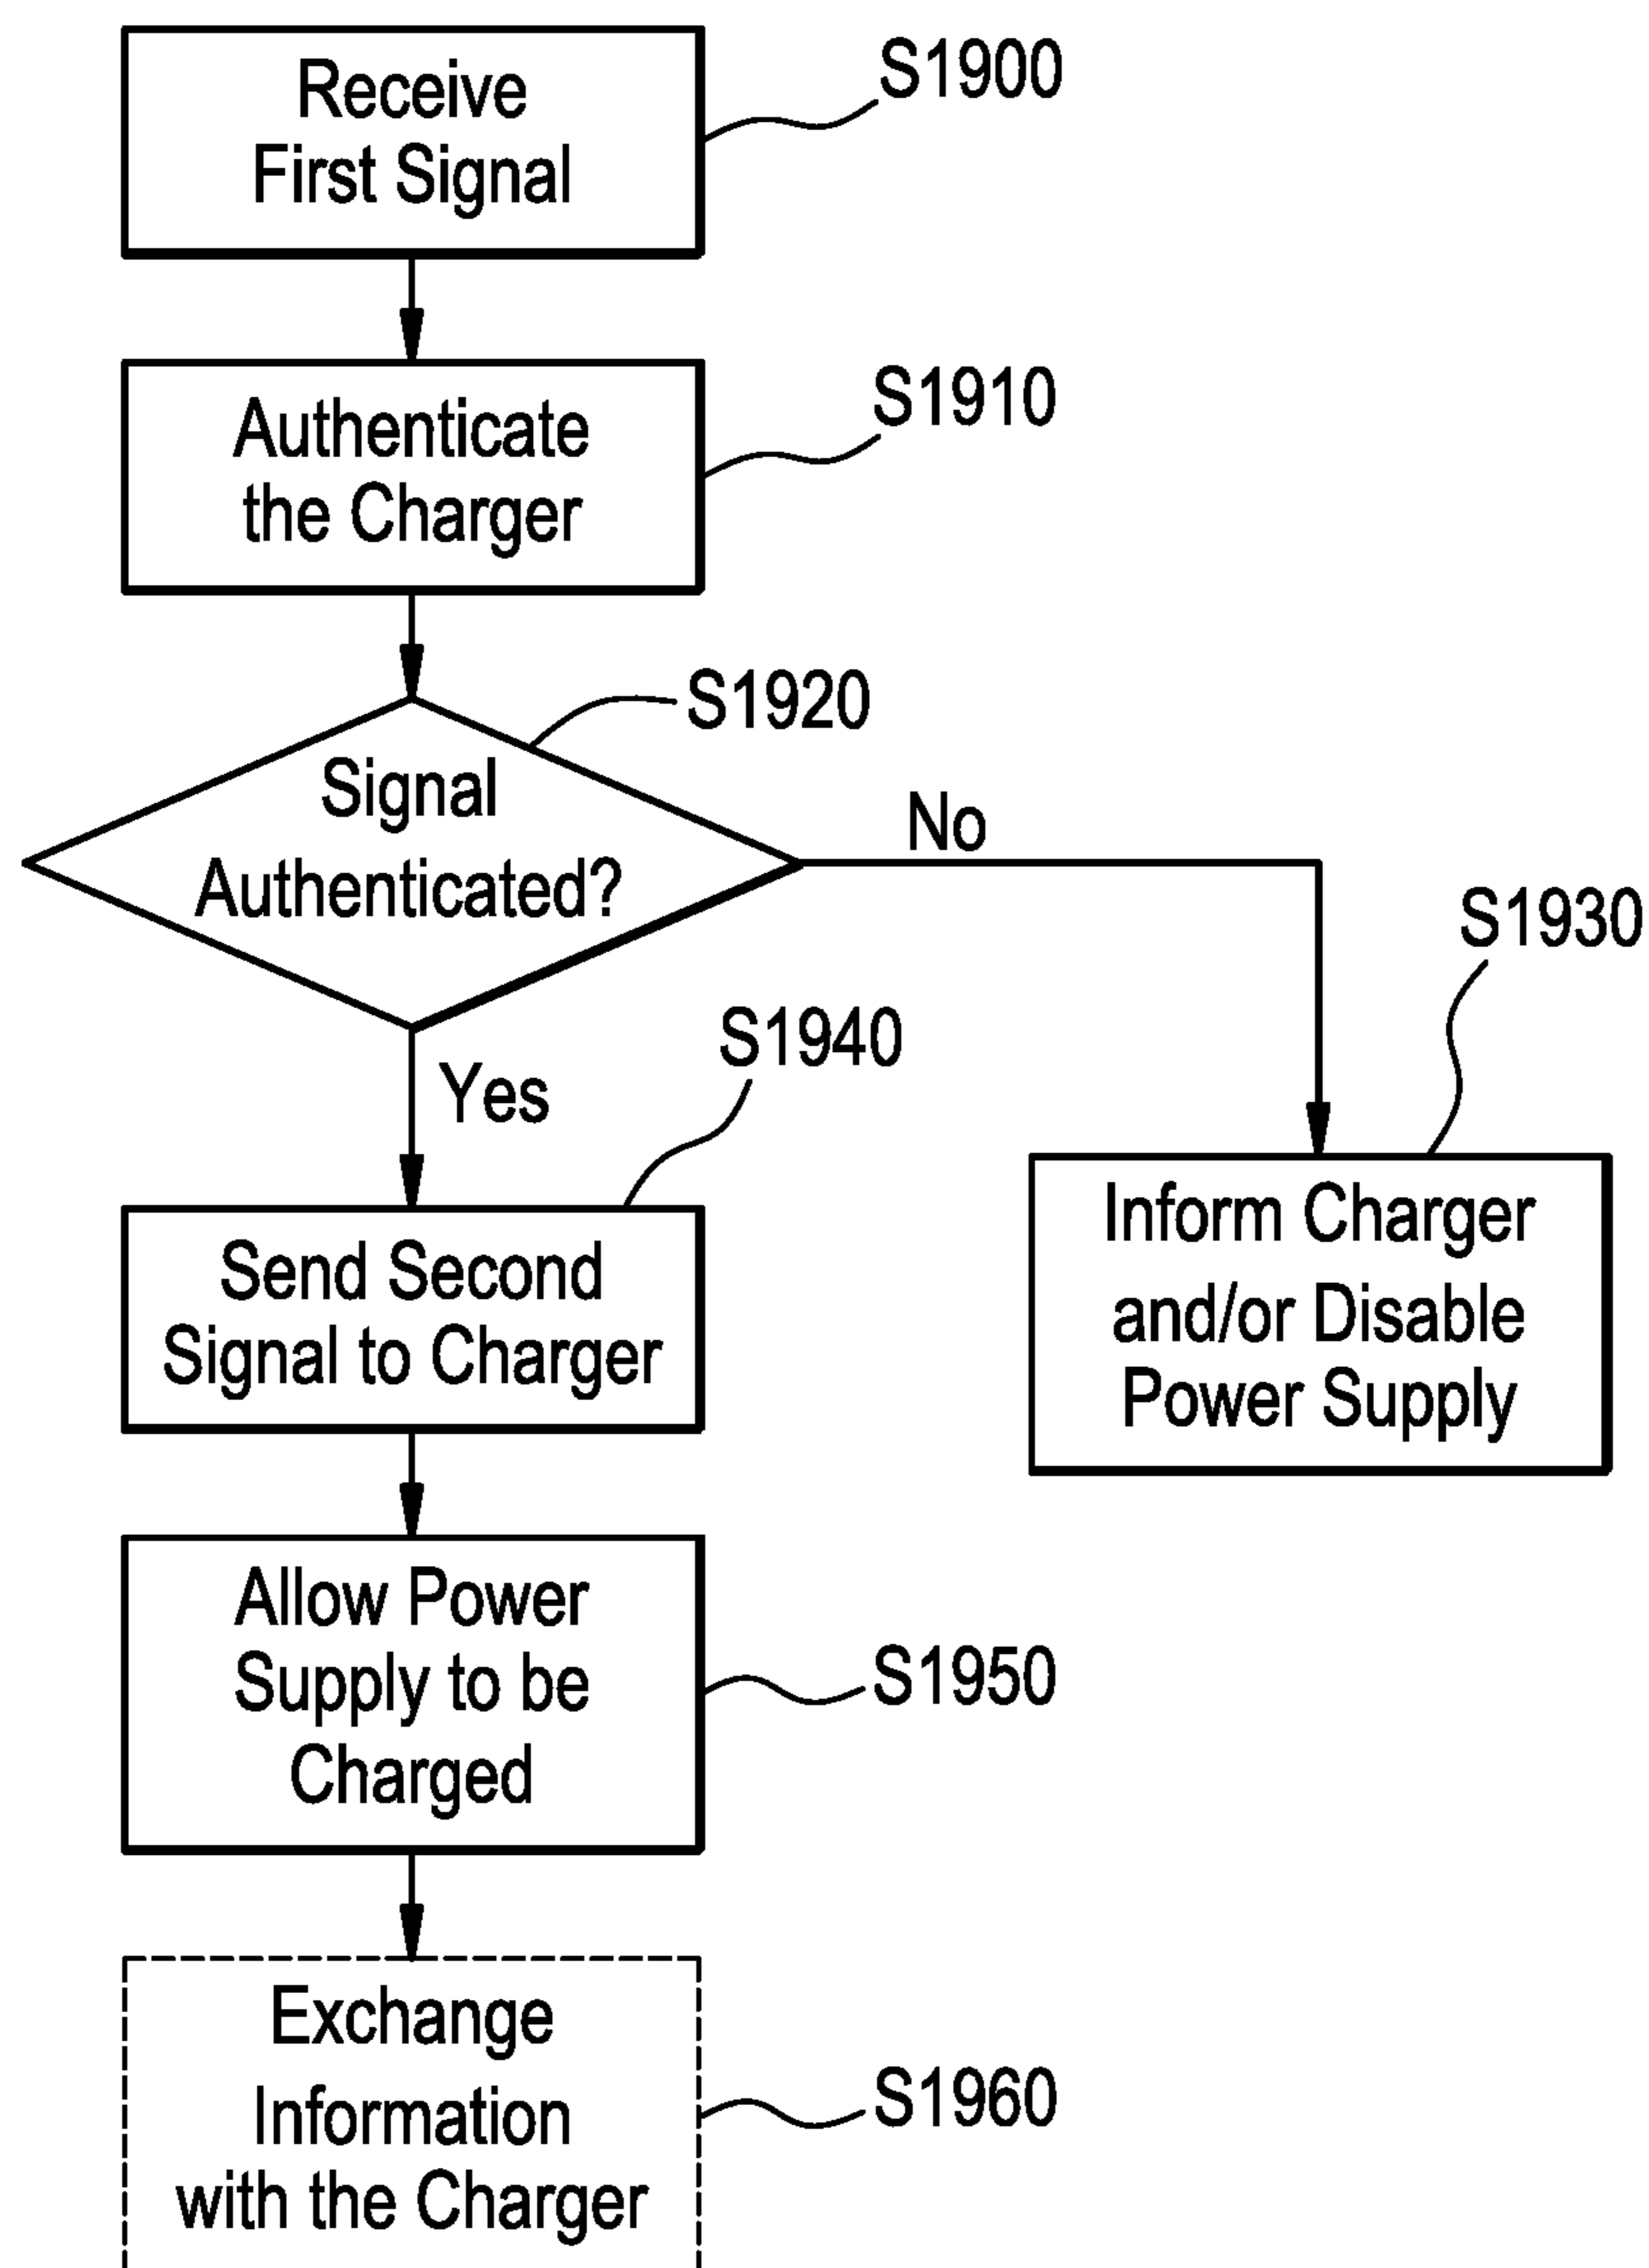 Receive
First Signal
S1900
Authenticate
the Charger
S1910
Signal
Authenticated?
S1920
No
S1930
Inform Charger
and/or Disable
Power Supply
Yes
S1940
Send Second
Signal to Charger
Allow Power
Supply to be
Charged
S1950
Exchange
Information
with the Charger
S1960